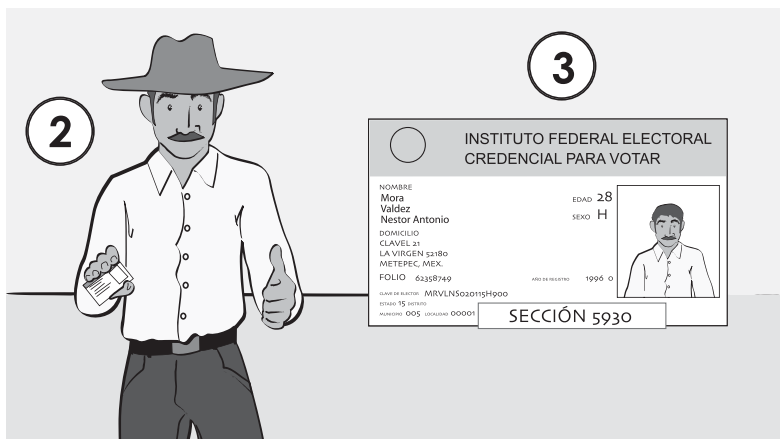 2
3
INSTITUTO FEDERAL ELECTORAL
CREDENCIAL PARA VOTAR
NOMBRE
Mora
Valdez
Nestor Antonio
EDAD 28
SEXO H
DOMICILIO
CLAVEL 21
LA VIRGEN 52180
METEPEC, MEX.
FOLIO 62358749
AÑO DE REGISTRO 1996 0
CLAVE DE ELECTOR MRVLNS020115H900
ESTADO 15 DISTRITO
MUNICIPIO 005 LOCALIDAD 00001
SECCIÓN 5930